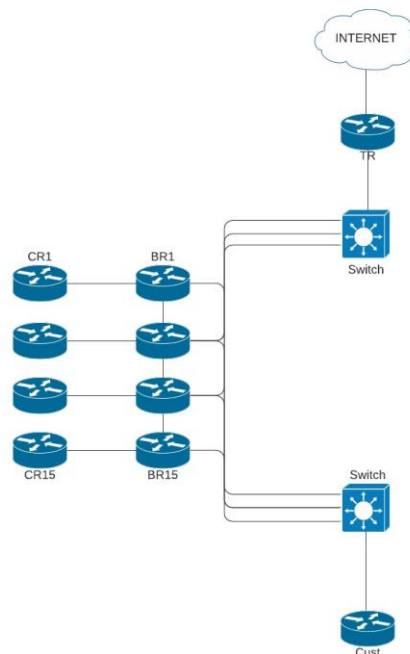 INTERNET
TR
Switch
CR1
BR1
CR15
BR15
Switch
Cust